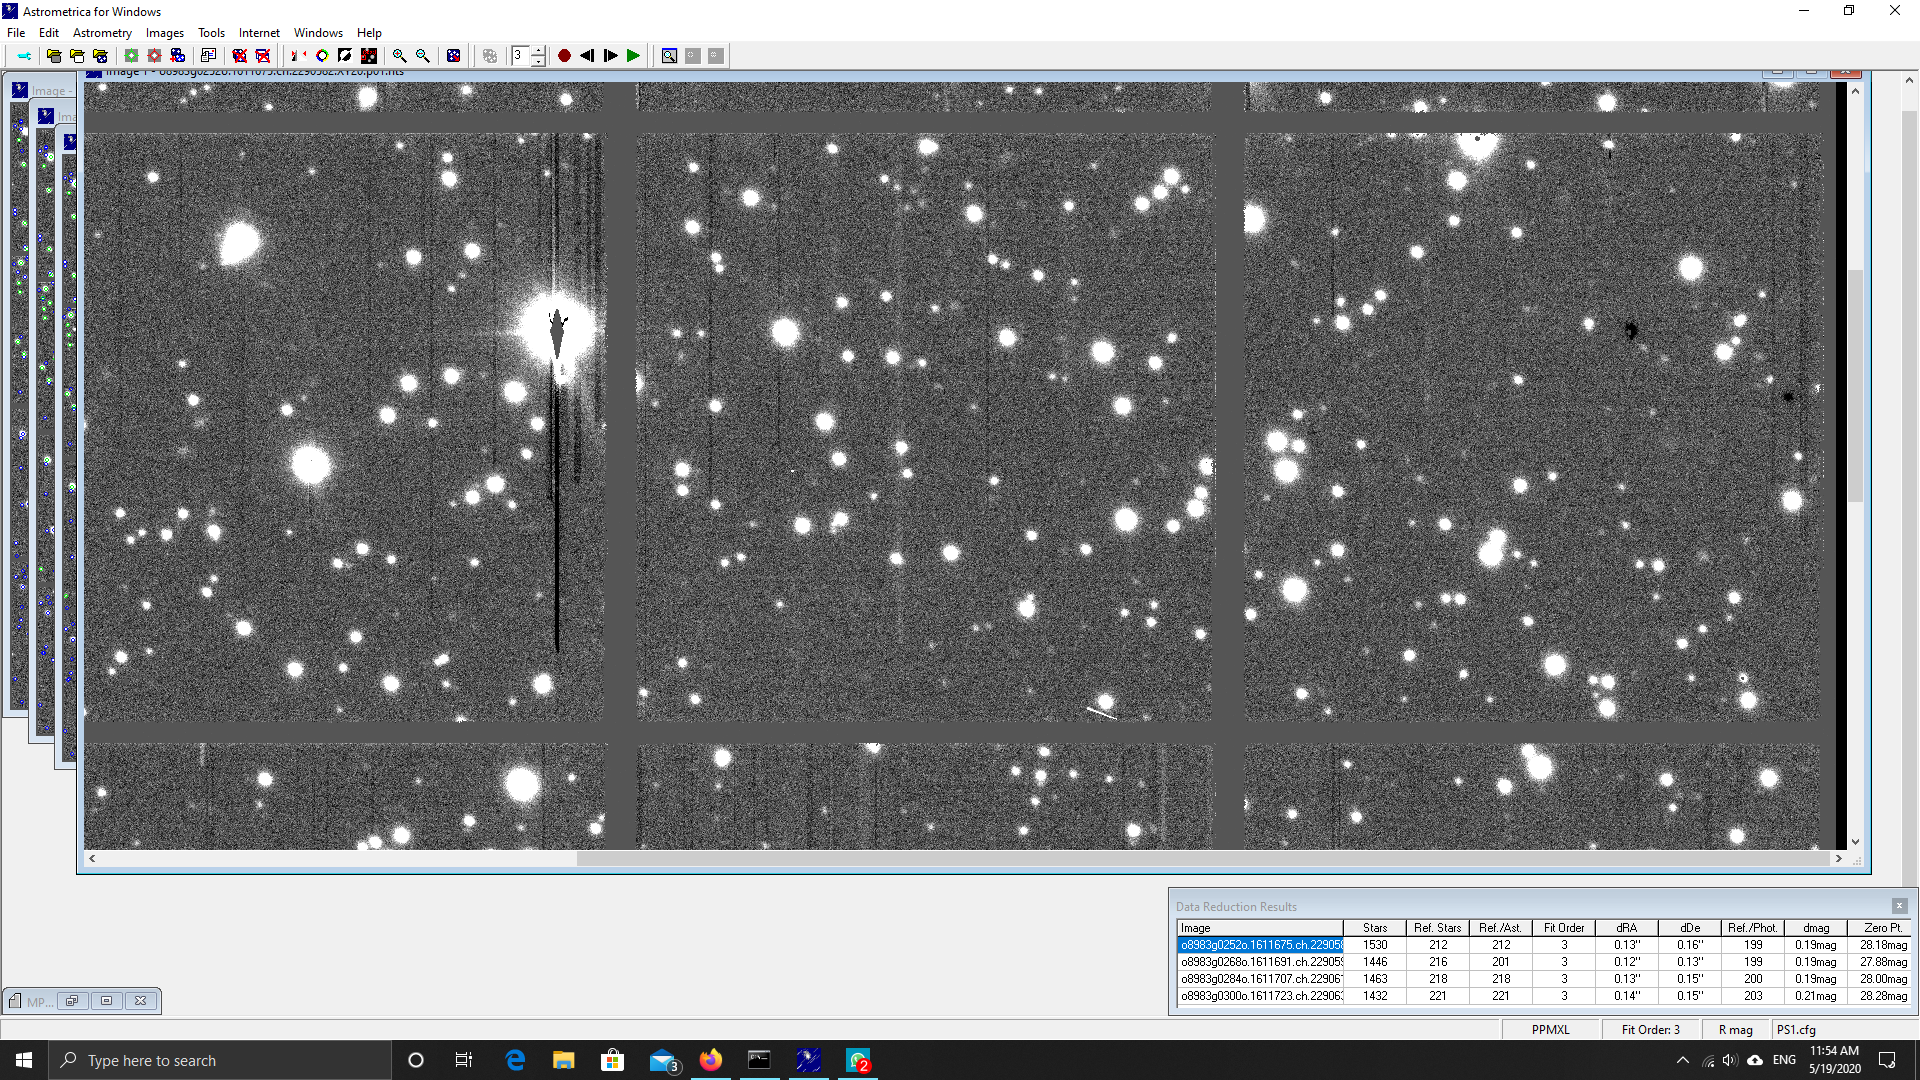 Astrometrica for Windows
File Edit Astrometry Images Tools Internet Windows Help
3
Image -
Image 1 - o8983g0252o.1611675.ch.2290582.XY20.p01.fits
Ima
Data Reduction Results
Image Stars Ref. Stars Ref./Ast. Fit Order dRA dDe Ref./Phot. dmag Zero Pt.
o8983g0252o.1611675.ch.22905 1530 212 212 3 0.13" 0.16" 199 0.19mag 28.18mag
o8983g0268o.1611691.ch.22905 1446 216 201 3 0.12" 0.13" 199 0.19mag 27.88mag
o8983g0284o.1611707.ch.22906 1463 218 218 3 0.13" 0.15" 200 0.19mag 28.00mag
o8983g0300o.1611723.ch.22906 1432 221 221 3 0.14" 0.15" 203 0.21mag 28.28mag
MP...
PPMXL Fit Order: 3 R mag PS1.cfg
Type here to search
3
2
ENG
11:54 AM
5/19/2020